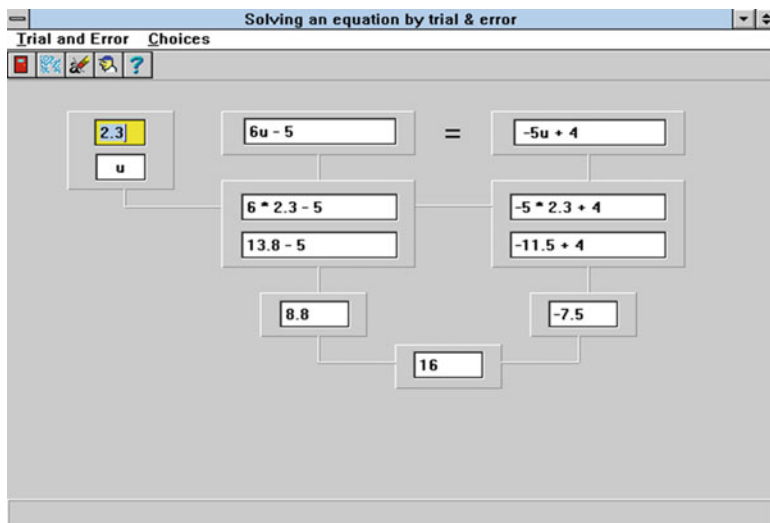 Solving an equation by trial & error
Trial and Error Choices
?
2.3
u
6u - 5 = -5u + 4
6 * 2.3 - 5
13.8 - 5
-5 * 2.3 + 4
-11.5 + 4
8.8
-7.5
16